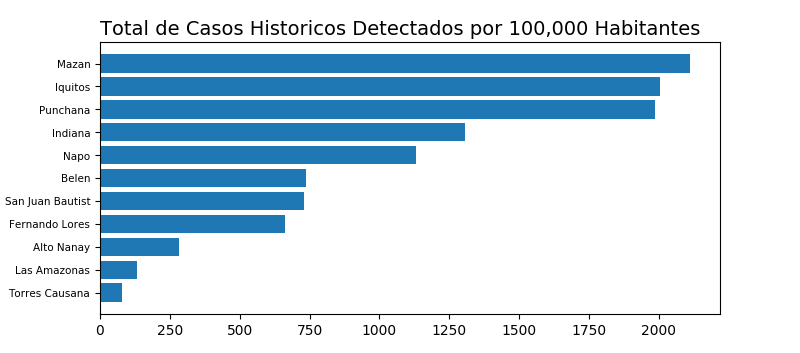 Total de Casos Historicos Detectados por 100,000 Habitantes
Mazan
Iquitos
Punchana
Indiana
Napo
Belen
San Juan Bautist
Fernando Lores
Alto Nanay
Las Amazonas
Torres Causana
0 250 500 750 1000 1250 1500 1750 2000